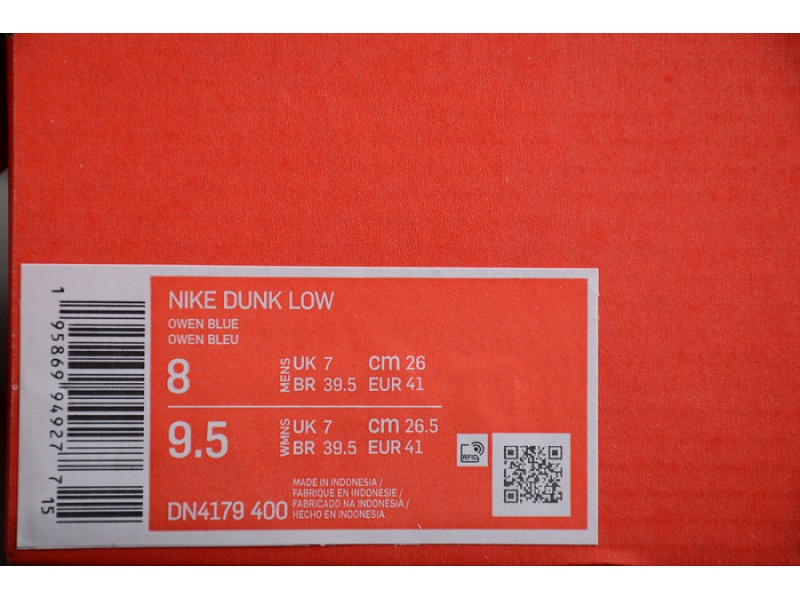 NIKE DUNK LOW
OWEN BLUE
OWEN BLEU
8 MENS UK 7 cm 26
BR 39.5 EUR 41
9.5 WMNS UK 7 cm 26.5
BR 39.5 EUR 41
RFID
MADE IN INDONESIA /
FABRIQUE EN INDONESIE /
FABRICADO NA INDONÉSIA /
HECHO EN INDONESIA
DN4179 400
1 95869 94927 7 15